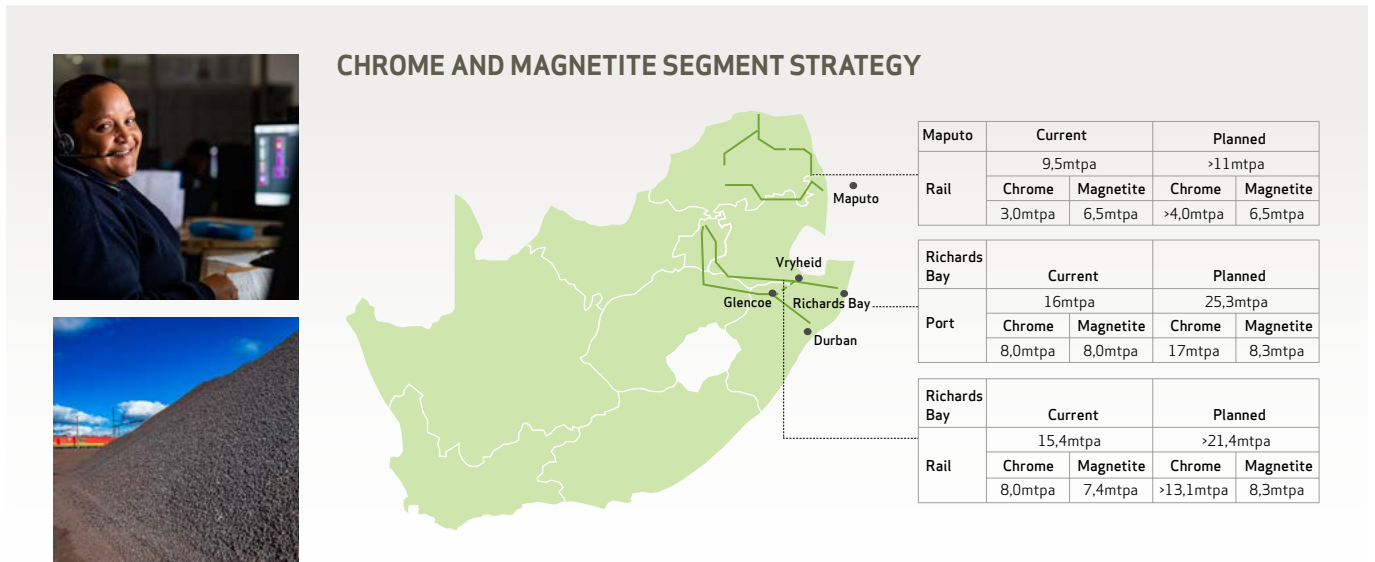 CHROME AND MAGNETITE SEGMENT STRATEGY
Maputo
Vryheid
Glencoe
Richards Bay
Durban
Maputo Current Planned
Rail
9,5mtpa >11mtpa
Chrome Magnetite Chrome Magnetite
3,0mtpa 6,5mtpa >4,0mtpa 6,5mtpa
Richards
Bay Current Planned
Port
16mtpa 25,3mtpa
Chrome Magnetite Chrome Magnetite
8,0mtpa 8,0mtpa 17mtpa 8,3mtpa
Richards
Bay Current Planned
Rail
15,4mtpa >21,4mtpa
Chrome Magnetite Chrome Magnetite
8,0mtpa 7,4mtpa >13,1mtpa 8,3mtpa